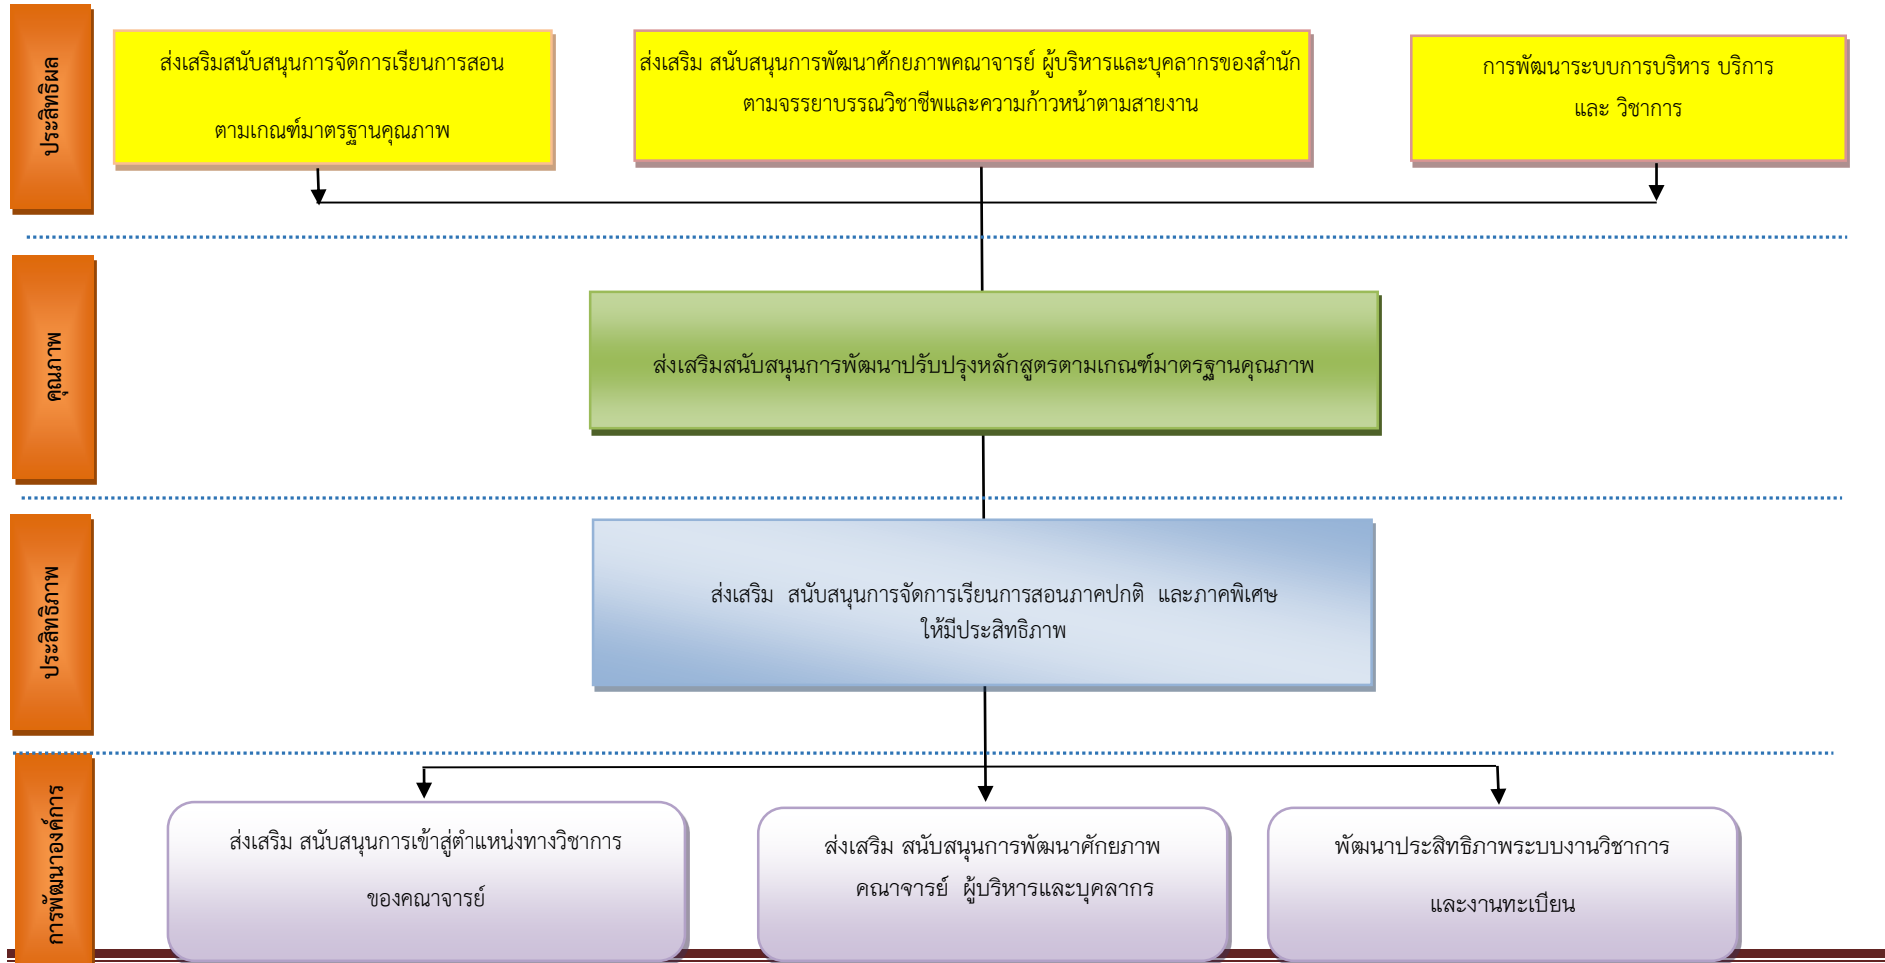 ประสิทธิผล
ส่งเสริมสนับสนุนการจัดการเรียนการสอน
ตามเกณฑ์มาตรฐานคุณภาพ
ส่งเสริม สนับสนุนการพัฒนาศักยภาพคณาจารย์ ผู้บริหารและบุคลากรของสำนัก
ตามจรรยาบรรณวิชาชีพและความก้าวหน้าตามสายงาน
การพัฒนาระบบการบริหาร บริการ
และ วิชาการ
คุณภาพ
ส่งเสริมสนับสนุนการพัฒนาปรับปรุงหลักสูตรตามเกณฑ์มาตรฐานคุณภาพ
ประสิทธิภาพ
ส่งเสริม สนับสนุนการจัดการเรียนการสอนภาคปกติ และภาคพิเศษ
ให้มีประสิทธิภาพ
การพัฒนาองค์การ
ส่งเสริม สนับสนุนการเข้าสู่ตำแหน่งทางวิชาการ
ของคณาจารย์
ส่งเสริม สนับสนุนการพัฒนาศักยภาพ
คณาจารย์ ผู้บริหารและบุคลากร
พัฒนาประสิทธิภาพระบบงานวิชาการ
และงานทะเบียน